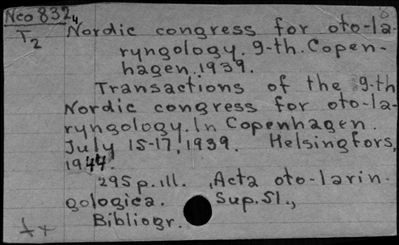 Neo 832₄
T₂
Nordic congress for oto-la-
ryngology. 9-th. Copen-
hagen. 1939.
Transactions of the 9-th
Nordic congress for oto-la-
ryngology. In Copenhagen.
July 15-17, 1939. Helsingfors,
1944.
295 p. ill. , Acta oto-larin-
gologica. Sup. 51.,
Bibliogr.